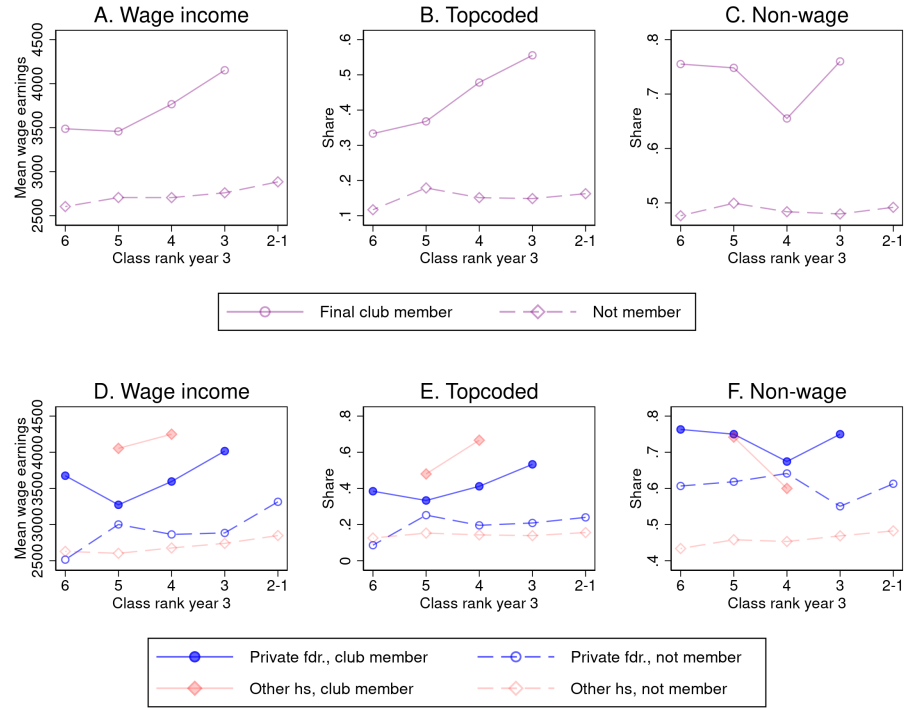 A. Wage income
B. Topcoded
C. Non-wage
Mean wage earnings
4500
4000
3500
3000
2500
6
5
4
3
2-1
Class rank year 3
Share
.6
.5
.4
.3
.2
.1
6
5
4
3
2-1
Class rank year 3
Share
.8
.7
.6
.5
6
5
4
3
2-1
Class rank year 3
Final club member
Not member
D. Wage income
E. Topcoded
F. Non-wage
Mean wage earnings
4500
4000
3500
3000
2500
6
5
4
3
2-1
Class rank year 3
Share
.8
.6
.4
.2
0
6
5
4
3
2-1
Class rank year 3
Share
.8
.7
.6
.5
.4
6
5
4
3
2-1
Class rank year 3
Private fdr., club member
Private fdr., not member
Other hs, club member
Other hs, not member